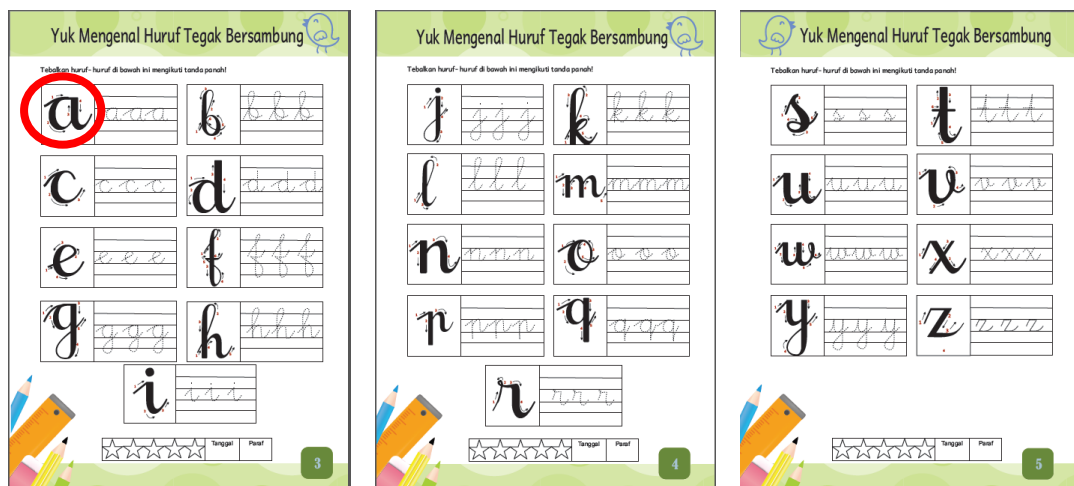 Yuk Mengenal Huruf Tegak Bersambung
Tebalkan huruf- huruf di bawah ini mengikuti tanda panah!
a a a a
b b b b
c c c c
d d d d
e e e e
f f f f
g g g g
h h h h
i i i i
Tanggal Paraf
3
Yuk Mengenal Huruf Tegak Bersambung
Tebalkan huruf- huruf di bawah ini mengikuti tanda panah!
j j j j
k k k k
l l l l
m m m m
n n n n
o o o o
p p p p
q q q q
r r r r
Tanggal Paraf
4
Yuk Mengenal Huruf Tegak Bersambung
Tebalkan huruf- huruf di bawah ini mengikuti tanda panah!
s s s s
t t t t
u u u u
v v v v
w w w w
x x x x
y y y y
z z z z
Tanggal Paraf
5